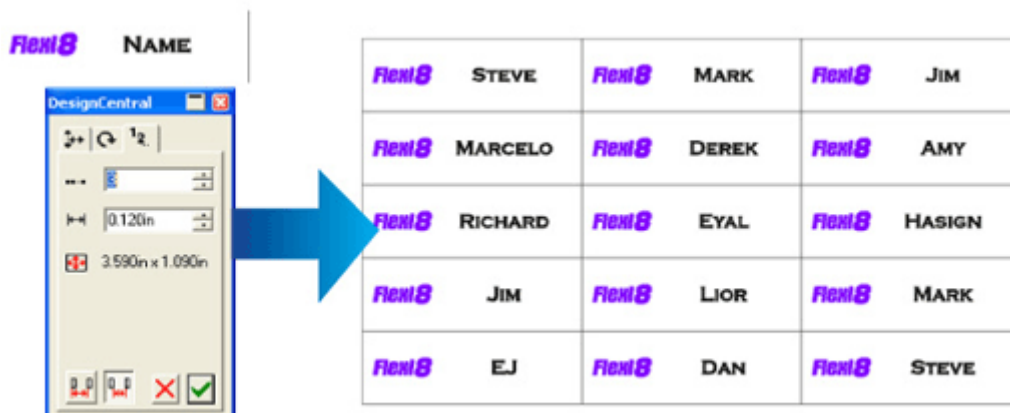 Flexi8 NAME
DesignCentral
1 2.
3
0.120in
3.590in x 1.090in
Flexi8 STEVE Flexi8 MARK Flexi8 JIM
Flexi8 MARCELO Flexi8 DEREK Flexi8 AMY
Flexi8 RICHARD Flexi8 EYAL Flexi8 HASIGN
Flexi8 JIM Flexi8 LIOR Flexi8 MARK
Flexi8 EJ Flexi8 DAN Flexi8 STEVE